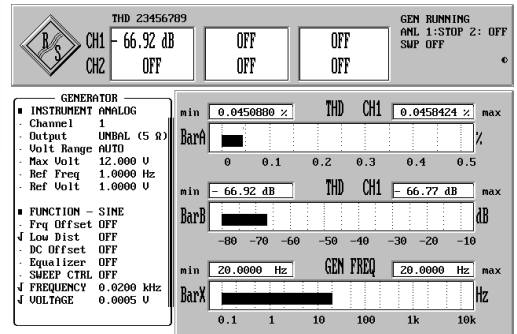 THD 23456789
R S
CH1 - 66.92 dB OFF OFF
CH2 OFF OFF OFF
GEN RUNNING
ANL 1:STOP 2: OFF
SWP OFF
GENERATOR
INSTRUMENT ANALOG
Channel 1
Output UNBAL (5 Ω)
Volt Range AUTO
Max Volt 12.000 V
Ref Freq 1.0000 Hz
Ref Volt 1.0000 V
FUNCTION - SINE
Frq Offset OFF
Low Dist OFF
DC Offset OFF
Equalizer OFF
SWEEP CTRL OFF
FREQUENCY 0.0200 kHz
VOLTAGE 0.0005 V
min 0.0450880 % THD CH1 0.0458424 % max
BarA %
0 0.1 0.2 0.3 0.4 0.5
min - 66.92 dB THD CH1 - 66.77 dB max
BarB dB
-80 -70 -60 -50 -40 -30 -20 -10
min 20.0000 Hz GEN FREQ 20.0000 Hz max
BarX Hz
0.1 1 10 100 1k 10k